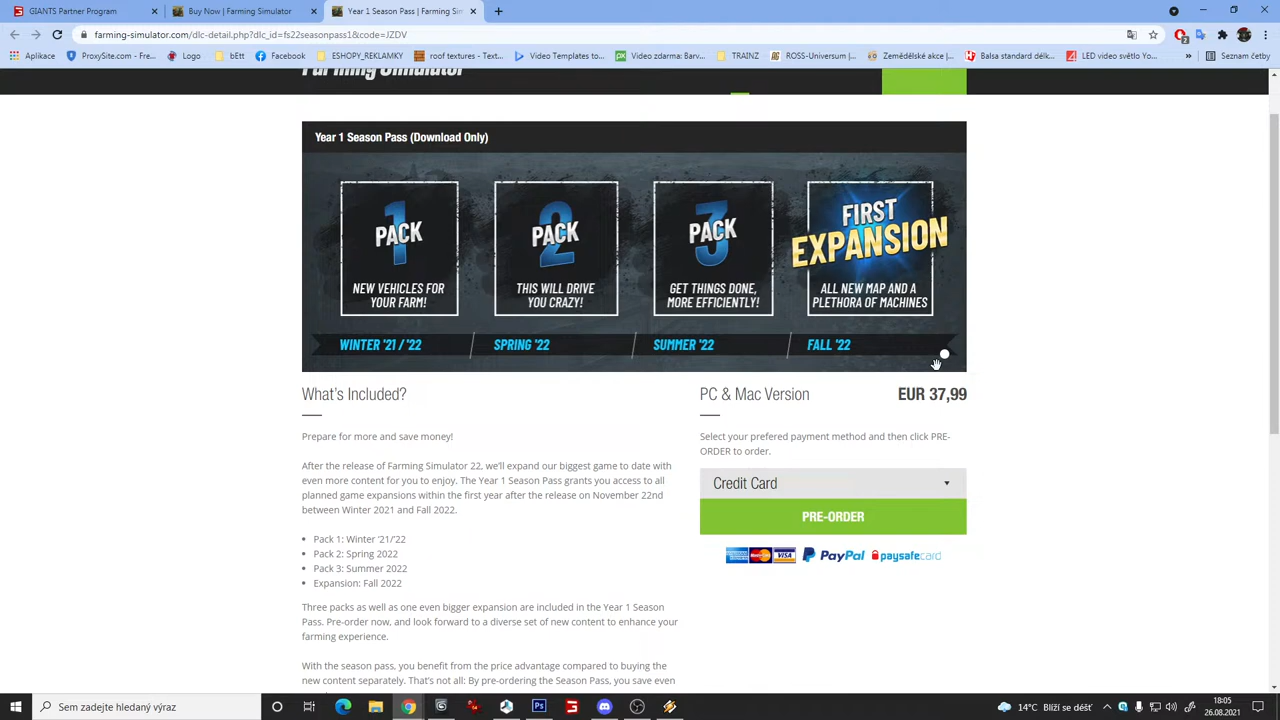 GIANTS Partner Program
Buy Now | Farming Simulator
Year 1 Season Pass | Farming Sim
farming-simulator.com/dlc-detail.php?dlc_id=fs22seasonpass1&code=JZDV
Aplikace
ProxySite.com - Fre...
Logo
bEtt
Facebook
ESHOPY_REKLAMKY
roof textures - Text...
Video Templates to...
TRAINZ
Video zdarma: Barv...
ROSS-Universum |...
Zemědělské akce |...
Balsa standard délk...
LED video světlo Yo...
Seznam četby
Farming Simulator
Year 1 Season Pass (Download Only)
1 PACK
NEW VEHICLES FOR
YOUR FARM!
2 PACK
THIS WILL DRIVE
YOU CRAZY!
3 PACK
GET THINGS DONE,
MORE EFFICIENTLY!
FIRST
EXPANSION
ALL NEW MAP AND A
PLETHORA OF MACHINES
WINTER '21 / '22
SPRING '22
SUMMER '22
FALL '22
What's Included?
Prepare for more and save money!
After the release of Farming Simulator 22, we'll expand our biggest game to date with
even more content for you to enjoy. The Year 1 Season Pass grants you access to all
planned game expansions within the first year after the release on November 22nd
between Winter 2021 and Fall 2022.
• Pack 1: Winter '21/'22
• Pack 2: Spring 2022
• Pack 3: Summer 2022
• Expansion: Fall 2022
Three packs as well as one even bigger expansion are included in the Year 1 Season
Pass. Pre-order now, and look forward to a diverse set of new content to enhance your
farming experience.
With the season pass, you benefit from the price advantage compared to buying the
new content separately. That's not all: By pre-ordering the Season Pass, you save even
PC & Mac Version
EUR 37,99
Select your prefered payment method and then click PRE-
ORDER to order.
Credit Card
PRE-ORDER
VISA
PayPal
paysafecard
Sem zadejte hledaný výraz
14°C Blíží se déšť
18:05
26.08.2021